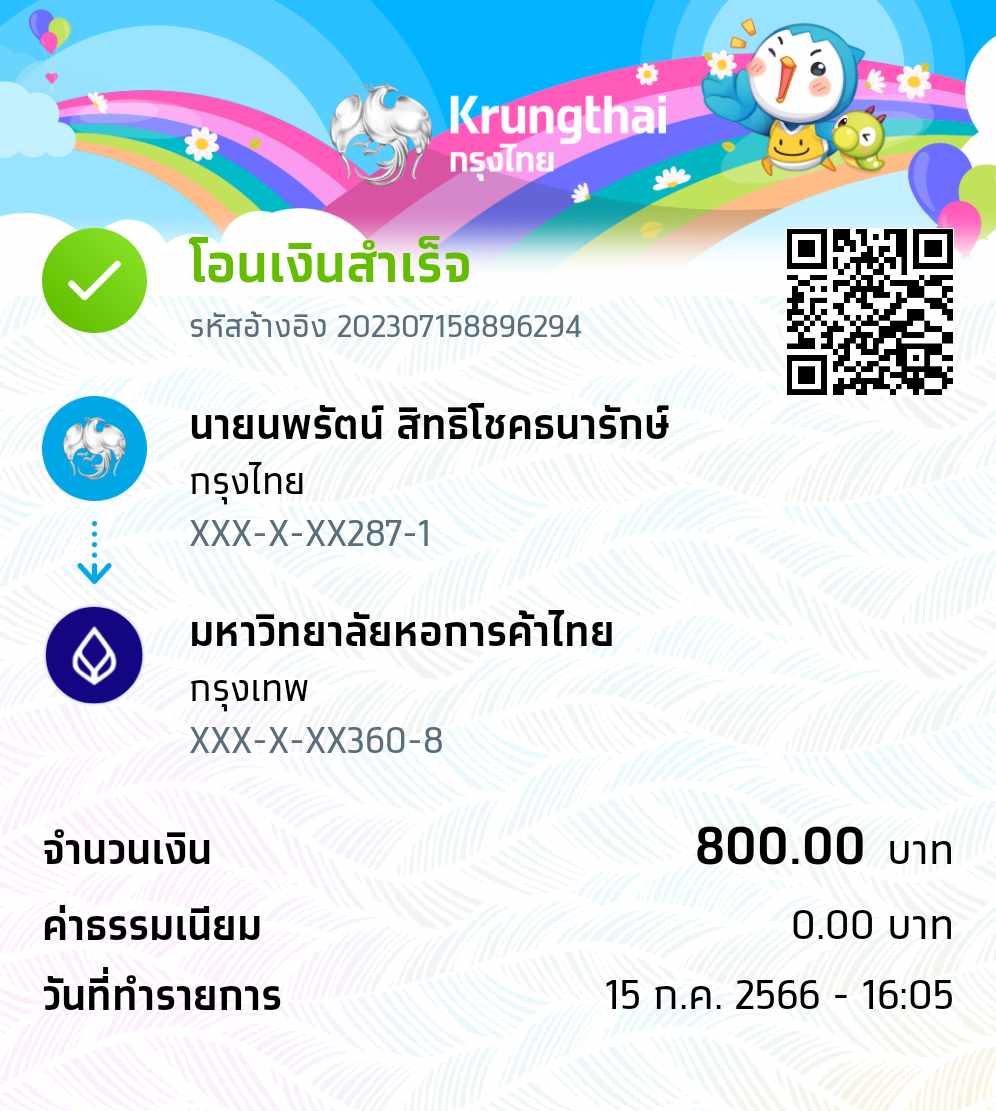 Krungthai
กรุงไทย
โอนเงินสำเร็จ
รหัสอ้างอิง 202307158896294
นายนพรัตน์ สิทธิโชคธนารักษ์
กรุงไทย
XXX-X-XX287-1
มหาวิทยาลัยหอการค้าไทย
กรุงเทพ
XXX-X-XX360-8
จำนวนเงิน 800.00 บาท
ค่าธรรมเนียม 0.00 บาท
วันที่ทำรายการ 15 ก.ค. 2566 - 16:05